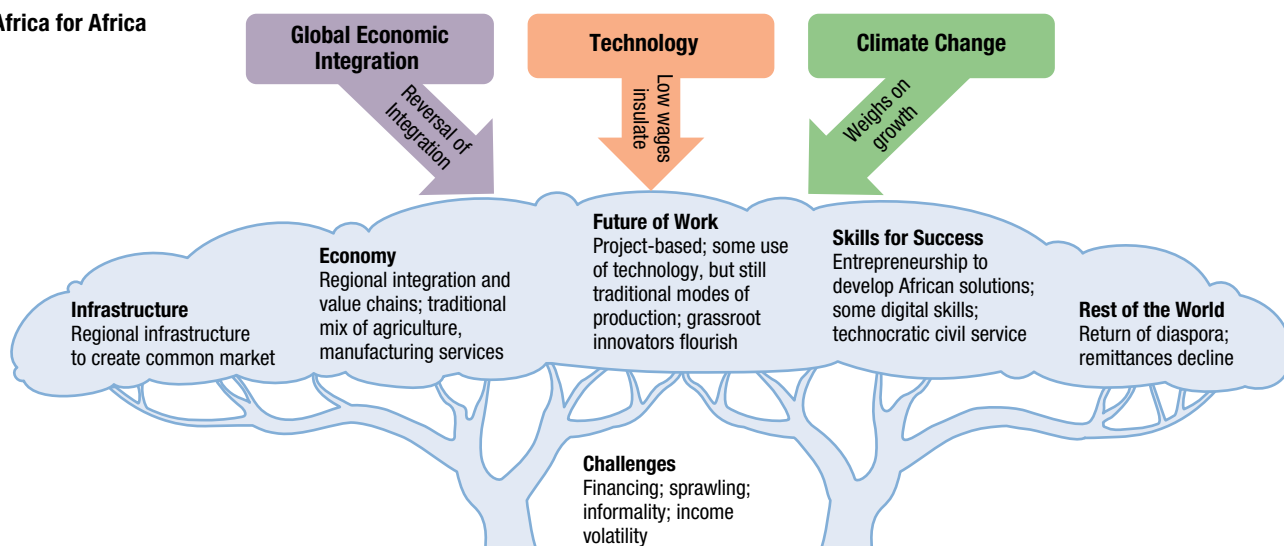 Africa for Africa
Global Economic
Integration
Technology
Climate Change
Reversal of
Integration
Low wages
insulate
Weighs on
growth
Infrastructure
Regional infrastructure
to create common market
Economy
Regional integration and
value chains; traditional
mix of agriculture,
manufacturing services
Future of Work
Project-based; some use
of technology, but still
traditional modes of
production; grassroot
innovators flourish
Skills for Success
Entrepreneurship to
develop African solutions;
some digital skills;
technocratic civil service
Rest of the World
Return of diaspora;
remittances decline
Challenges
Financing; sprawling;
informality; income
volatility